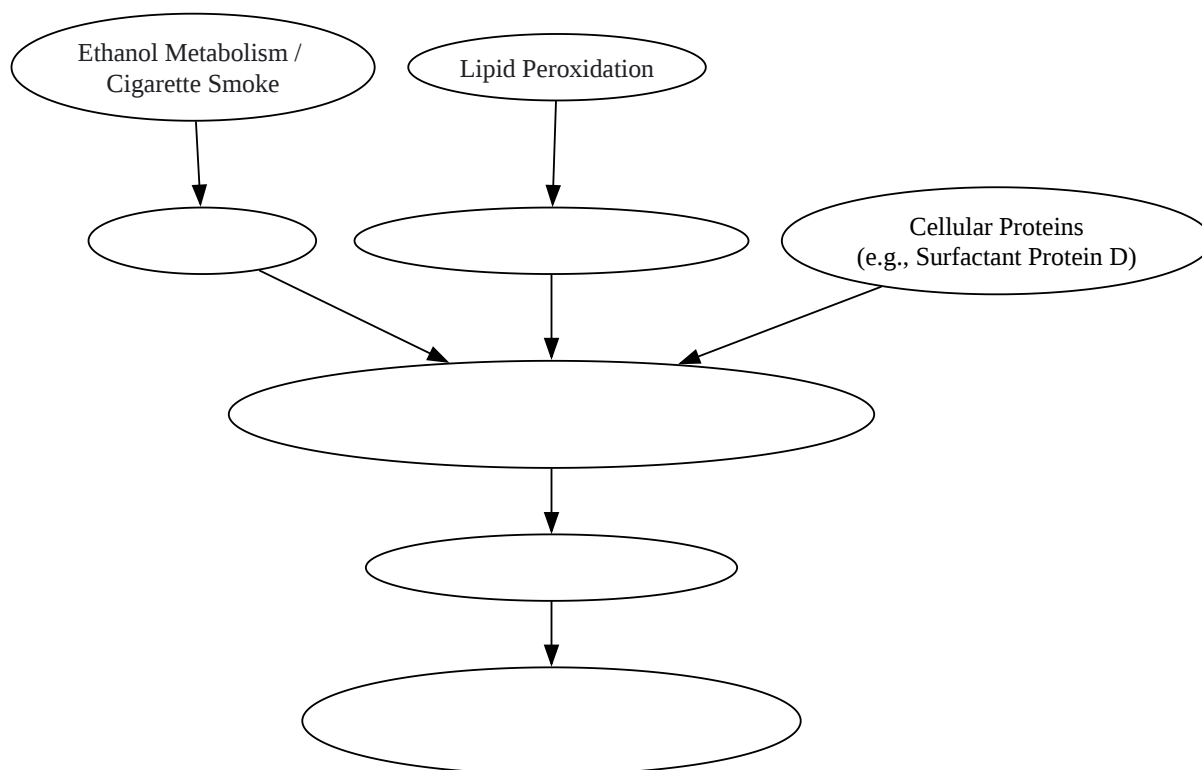 Ethanol Metabolism /
Cigarette Smoke
Lipid Peroxidation
Cellular Proteins
(e.g., Surfactant Protein D)